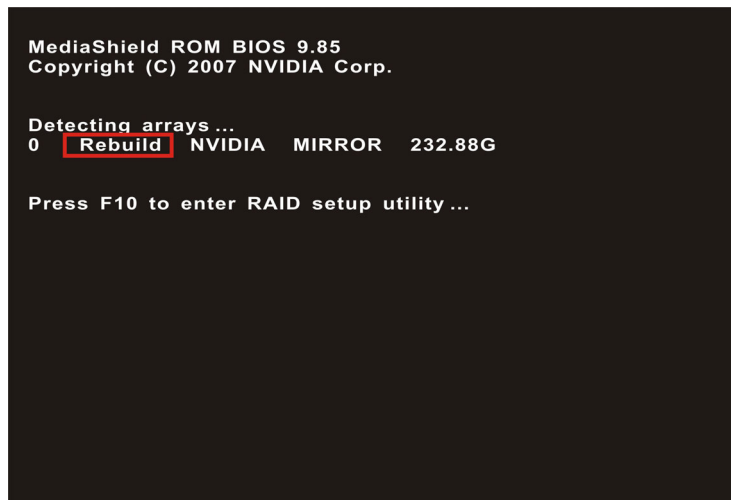 MediaShield ROM BIOS 9.85
Copyright (C) 2007 NVIDIA Corp.
Detecting arrays ...
0 Rebuild NVIDIA MIRROR 232.88G
Press F10 to enter RAID setup utility ...